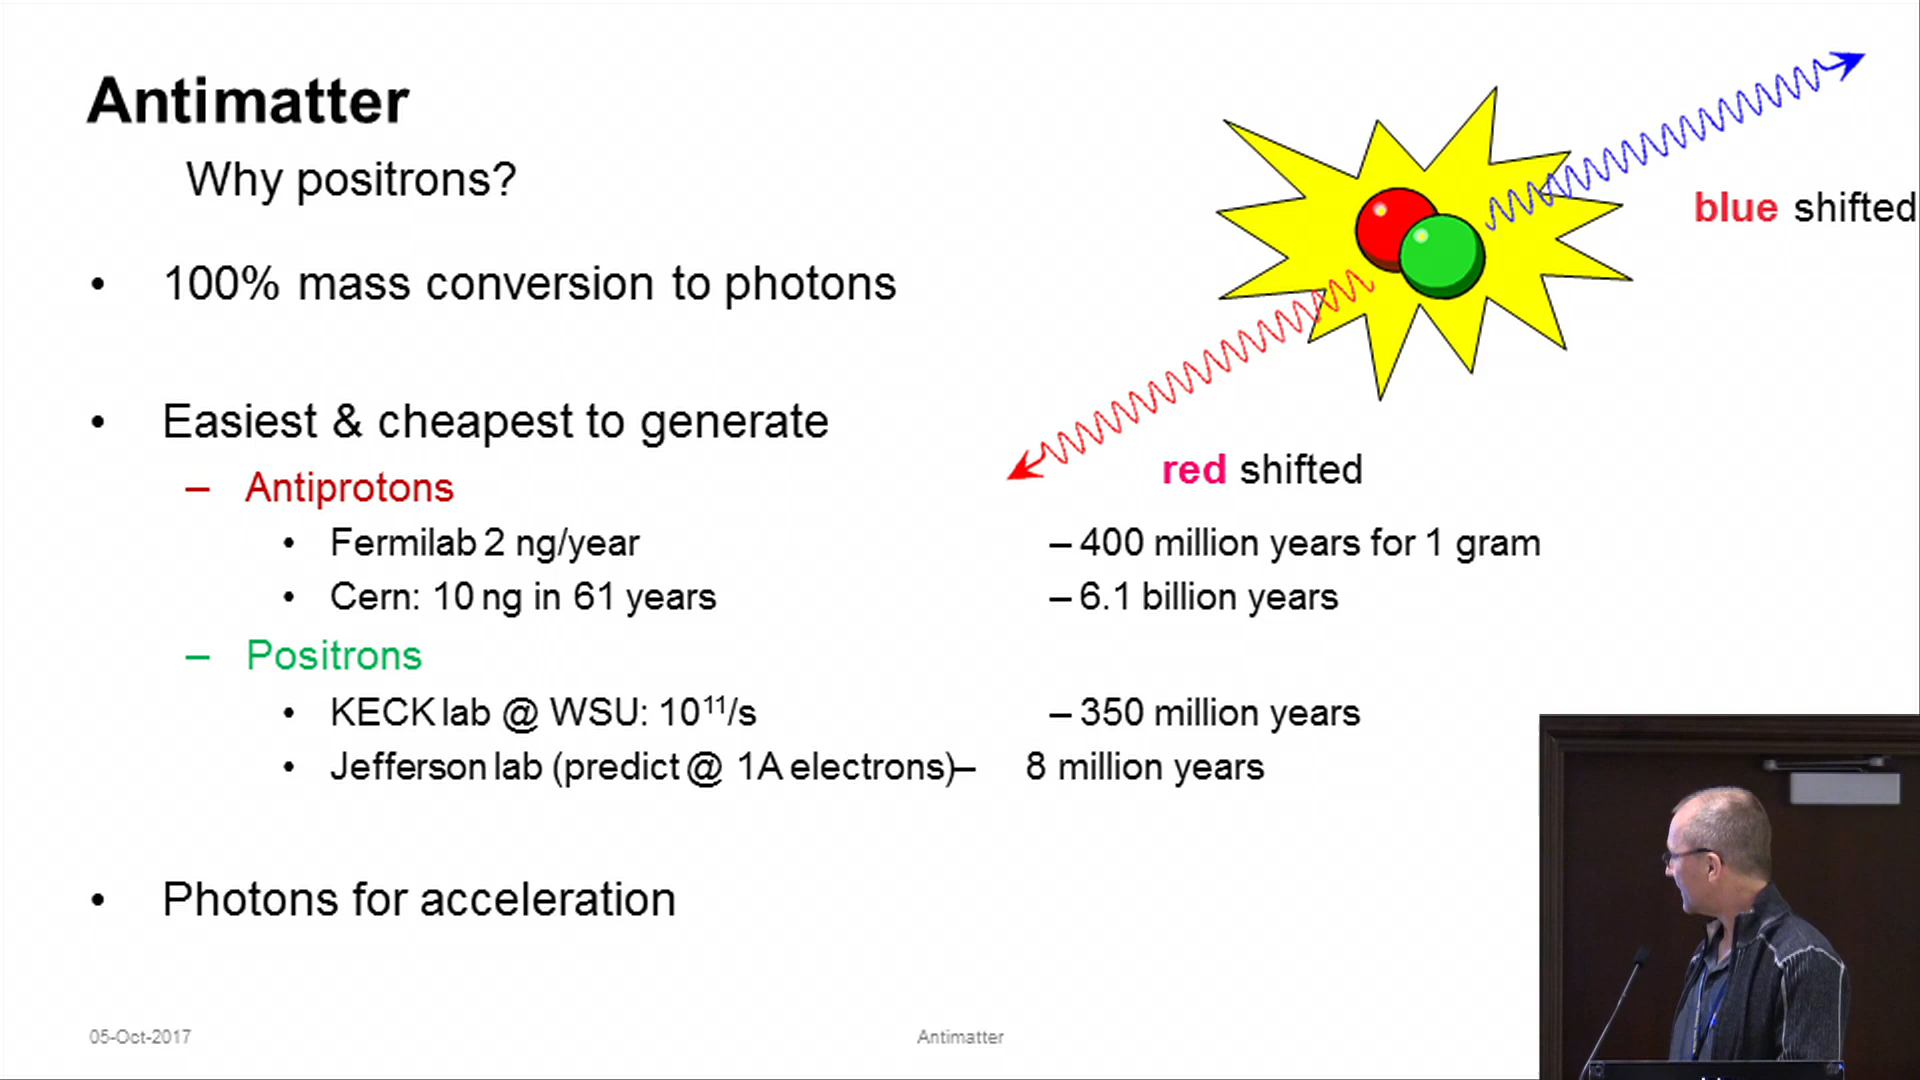 Antimatter
Why positrons?
• 100% mass conversion to photons
blue shifted
• Easiest & cheapest to generate
red shifted
– Antiprotons
• Fermilab 2 ng/year – 400 million years for 1 gram
• Cern: 10 ng in 61 years – 6.1 billion years
– Positrons
• KECK lab @ WSU: 10¹¹/s – 350 million years
• Jefferson lab (predict @ 1A electrons)– 8 million years
• Photons for acceleration
05-Oct-2017 Antimatter